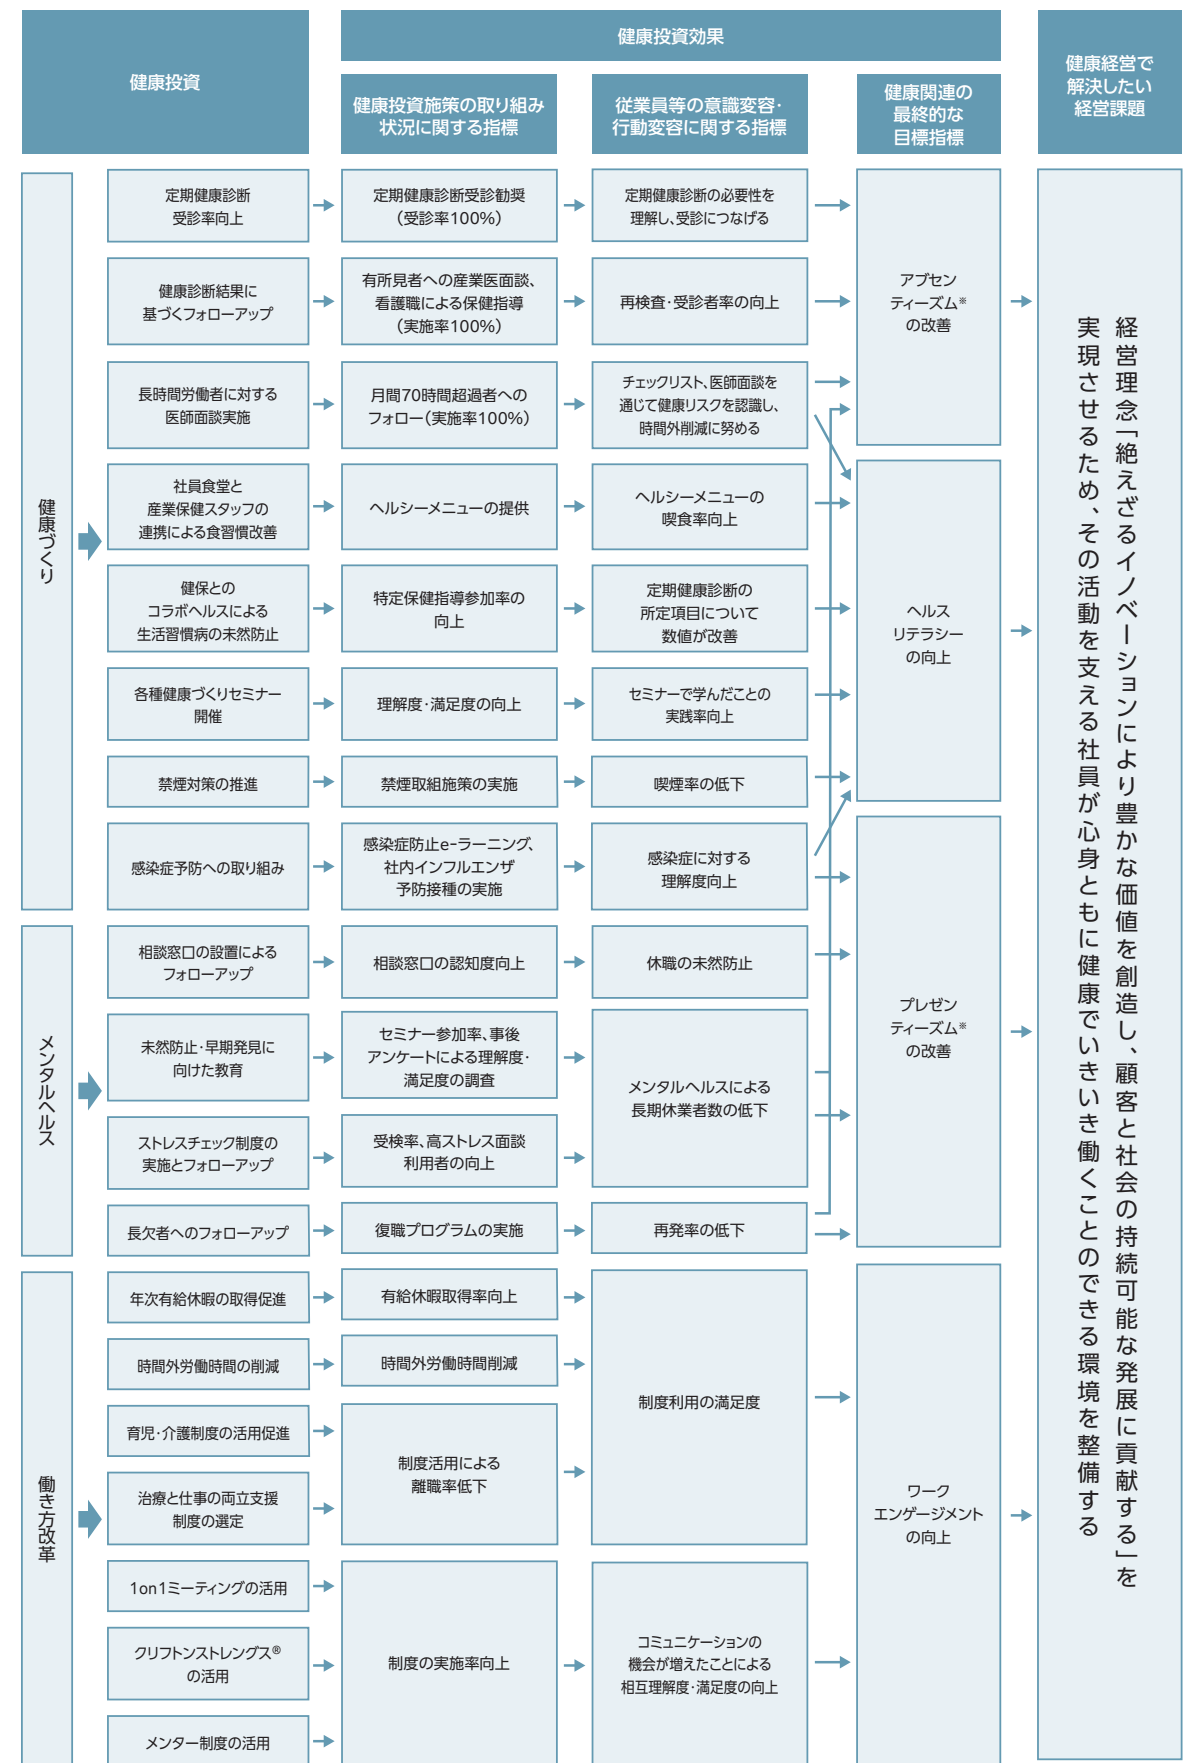 健康投資
健康投資効果
健康投資施策の取り組み
状況に関する指標
従業員等の意識変容・
行動変容に関する指標
健康関連の
最終的な
目標指標
健康経営で
解決したい
経営課題
健康づくり
定期健康診断
受診率向上
定期健康診断受診勧奨
（受診率100%）
定期健康診断の必要性を
理解し、受診につなげる
健康診断結果に
基づくフォローアップ
有所見者への産業医面談、
看護職による保健指導
（実施率100%）
再検査・受診者率の向上
長時間労働者に対する
医師面談実施
月間70時間超過者への
フォロー（実施率100%）
チェックリスト、医師面談を
通じて健康リスクを認識し、
時間外削減に努める
社員食堂と
産業保健スタッフの
連携による食習慣改善
ヘルシーメニューの提供
ヘルシーメニューの
喫食率向上
健保との
コラボヘルスによる
生活習慣病の未然防止
特定保健指導参加率の
向上
定期健康診断の
所定項目について
数値が改善
各種健康づくりセミナー
開催
理解度・満足度の向上
セミナーで学んだことの
実践率向上
禁煙対策の推進
禁煙取組施策の実施
喫煙率の低下
感染症予防への取り組み
感染症防止e-ラーニング、
社内インフルエンザ
予防接種の実施
感染症に対する
理解度向上
メンタルヘルス
相談窓口の設置による
フォローアップ
相談窓口の認知度向上
休職の未然防止
未然防止・早期発見に
向けた教育
セミナー参加率、事後
アンケートによる理解度・
満足度の調査
メンタルヘルスによる
長期休業者数の低下
ストレスチェック制度の
実施とフォローアップ
受検率、高ストレス面談
利用者の向上
長欠者へのフォローアップ
復職プログラムの実施
再発率の低下
働き方改革
年次有給休暇の取得促進
有給休暇取得率向上
時間外労働時間の削減
時間外労働時間削減
制度利用の満足度
育児・介護制度の活用促進
制度活用による
離職率低下
治療と仕事の両立支援
制度の選定
1on1ミーティングの活用
クリフトンストレングス®
の活用
制度の実施率向上
コミュニケーションの
機会が増えたことによる
相互理解度・満足度の向上
メンター制度の活用
アブセン
ティーズム※
の改善
ヘルス
リテラシー
の向上
プレゼン
ティーズム※
の改善
ワーク
エンゲージメント
の向上
経営理念「絶えざるイノベーションにより豊かな価値を創造し、顧客と社会の持続可能な発展に貢献する」を
実現させるため、その活動を支える社員が心身ともに健康でいきいき働くことのできる環境を整備する